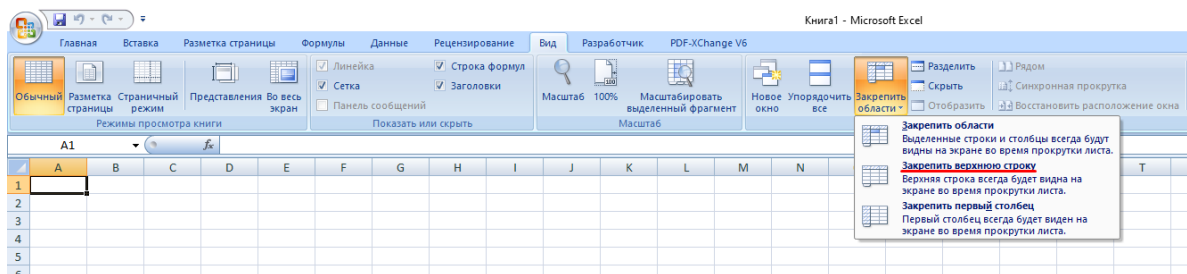 Книга1 - Microsoft Excel
Главная Вставка Разметка страницы Формулы Данные Рецензирование Вид Разработчик PDF-XChange V6
Обычный Разметка страницы Страничный режим Представления Во весь экран
Режимы просмотра книги
Линейка Строка формул
Сетка Заголовки
Панель сообщений
Показать или скрыть
Масштаб 100% Масштабировать выделенный фрагмент
Масштаб
Новое окно Упорядочить все Закрепить области
Разделить
Скрыть
Отобразить
Рядом
Синхронная прокрутка
Восстановить расположение окна
Закрепить области
Выделенные строки и столбцы всегда будут
видны на экране во время прокрутки листа.
Закрепить верхнюю строку
Верхняя строка всегда будет видна на
экране во время прокрутки листа.
Закрепить первый столбец
Первый столбец всегда будет виден на
экране во время прокрутки листа.
A1 fx
A B C D E F G H I J K L M N T
1
2
3
4
5